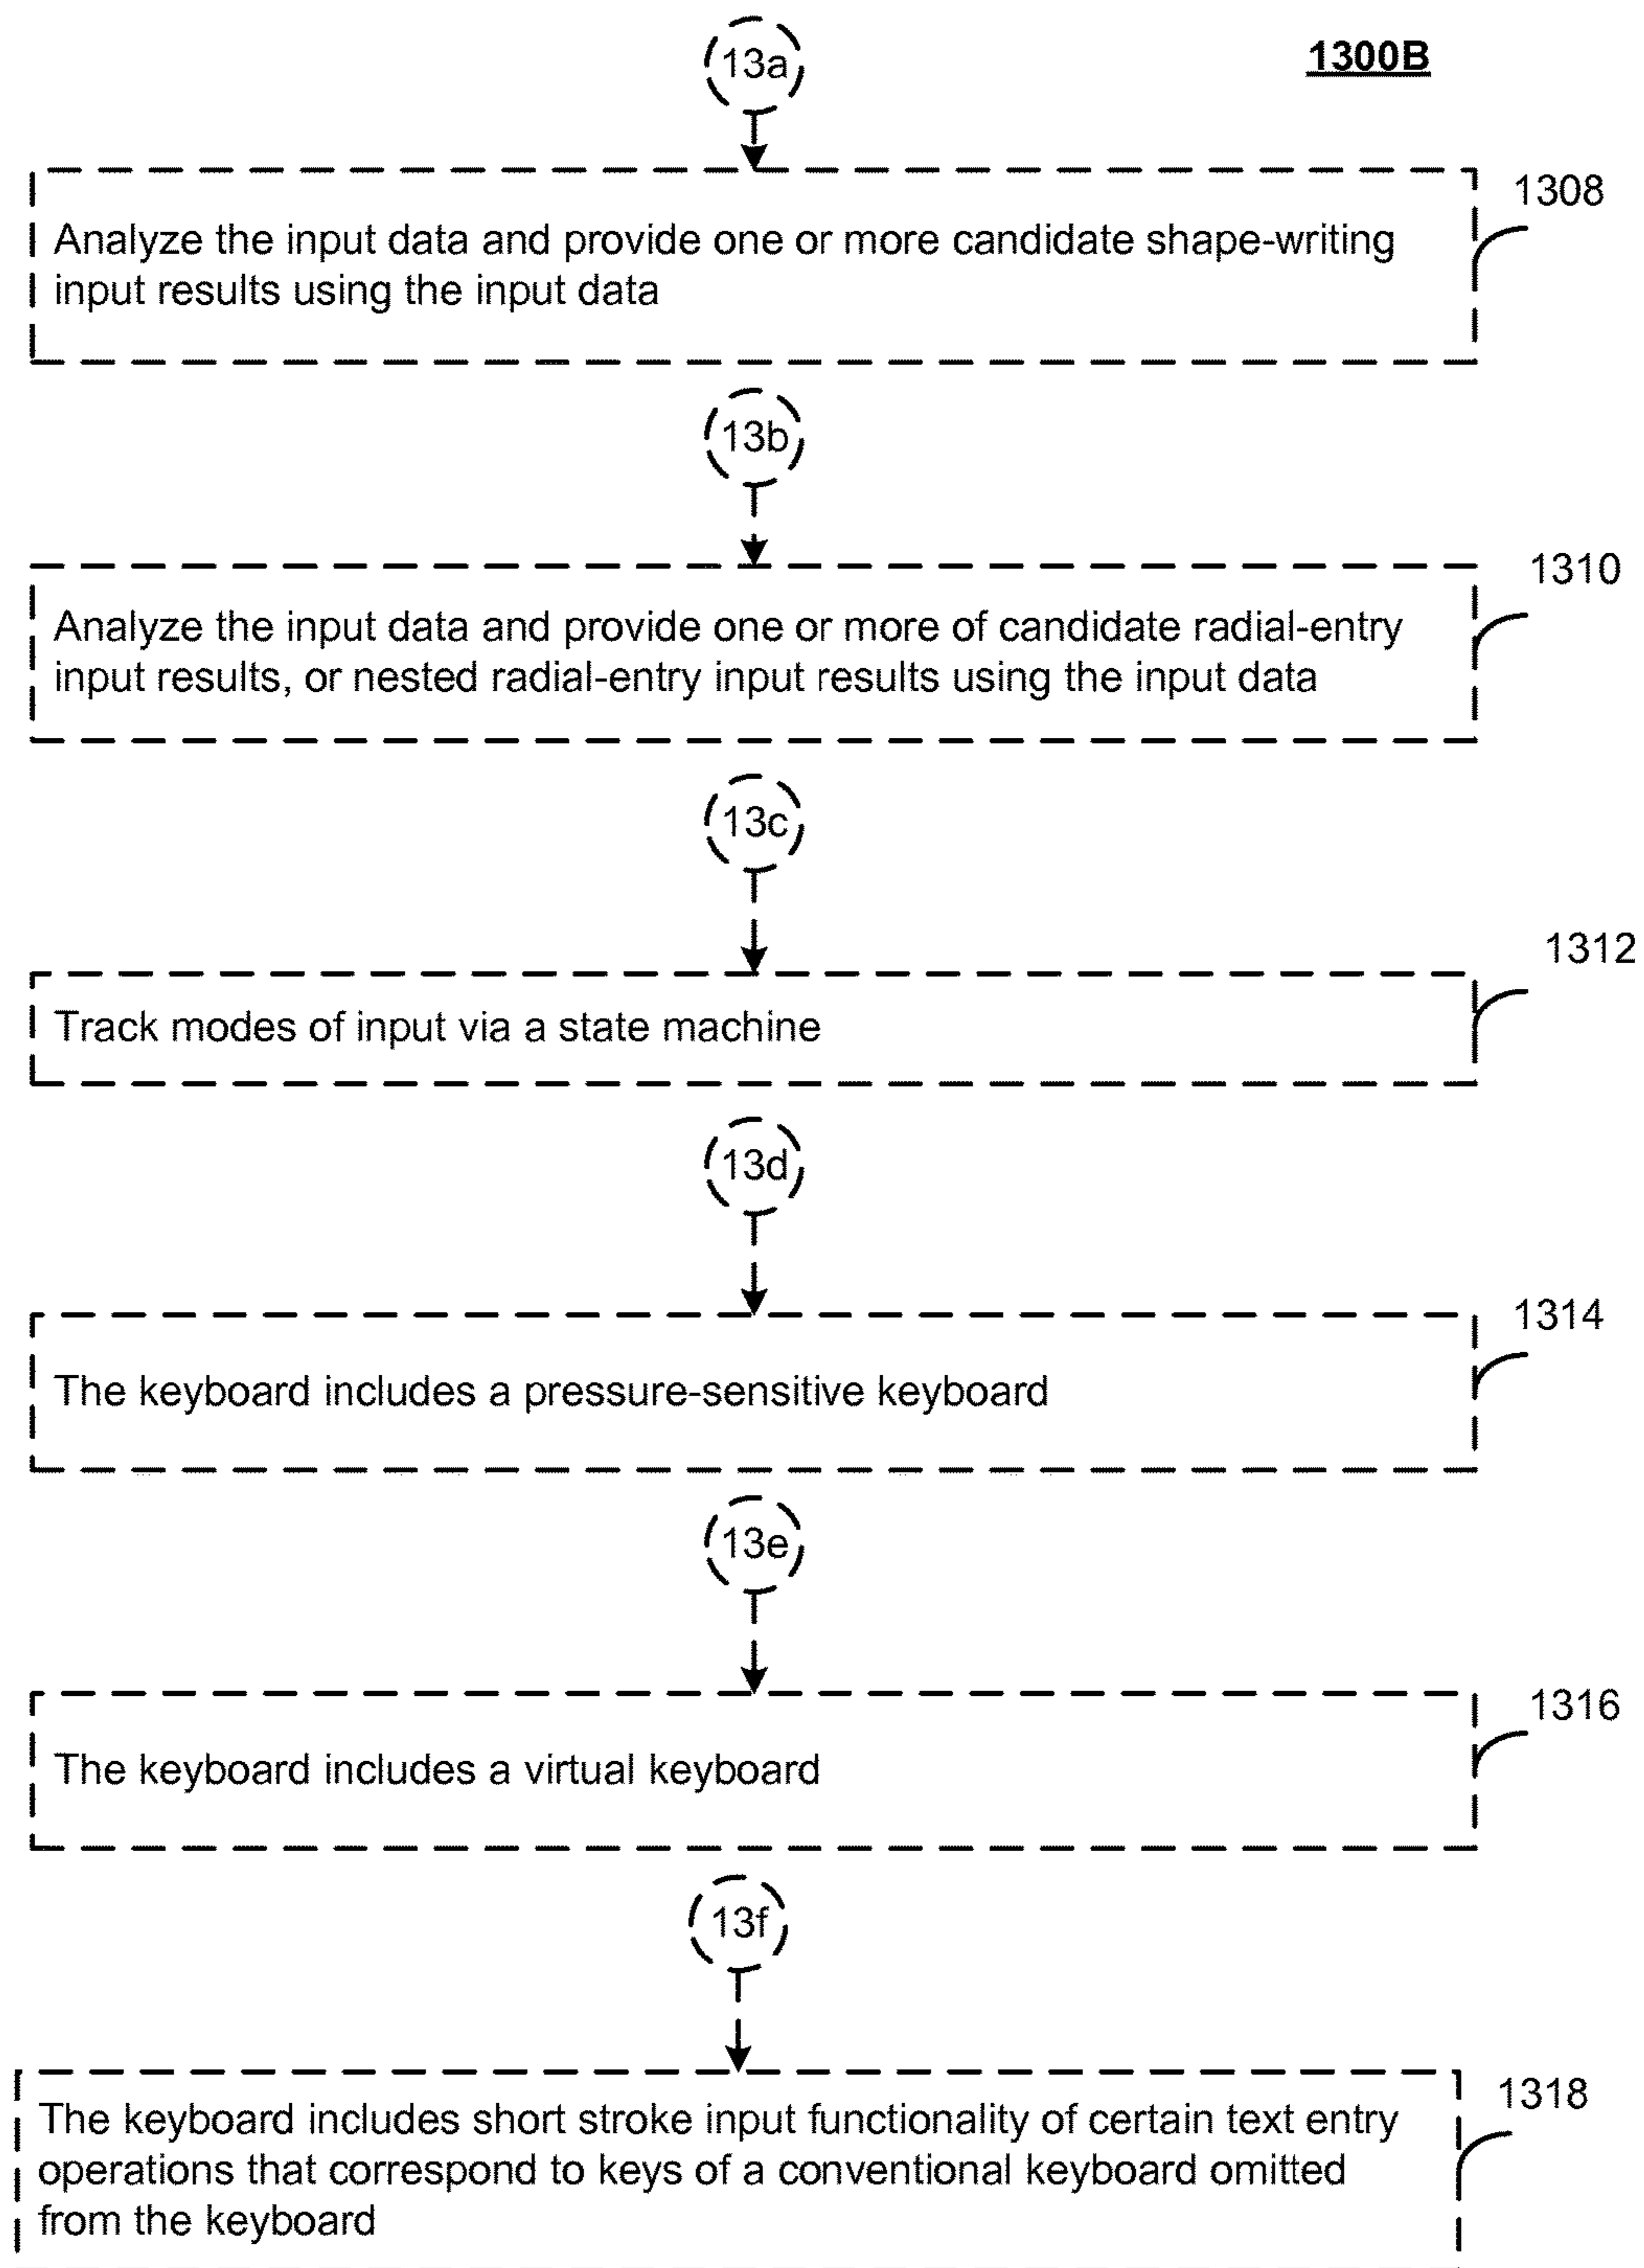 13a
1300B
1308
Analyze the input data and provide one or more candidate shape-writing
input results using the input data
13b
1310
Analyze the input data and provide one or more of candidate radial-entry
input results, or nested radial-entry input results using the input data
13c
1312
Track modes of input via a state machine
13d
1314
The keyboard includes a pressure-sensitive keyboard
13e
1316
The keyboard includes a virtual keyboard
13f
1318
The keyboard includes short stroke input functionality of certain text entry
operations that correspond to keys of a conventional keyboard omitted
from the keyboard